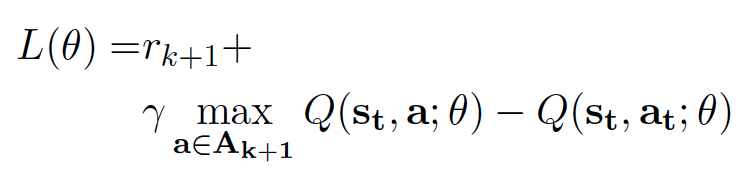 L(θ) =r_{k+1}+
γ max_{a∈A_{k+1}} Q(s_t, a; θ) − Q(s_t, a_t; θ)